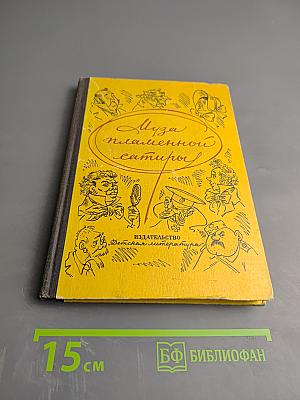 Муза
пламенной
сатиры
ИЗДАТЕЛЬСТВО
„Детская литература"
15 см
БФ БИБЛИОФАН